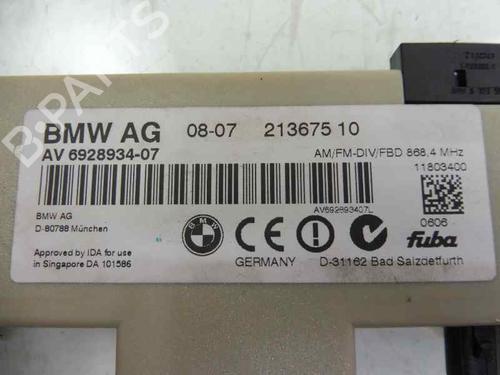 BMW AG 08-07 213675 10
AV 6928934-07 AM/FM-DIV/FBD 868,4 MHz
11803400
AV692893407L
BMW AG
D-80788 München
0606
Approved by IDA for use
in Singapore DA 101586
CE
N
fuba
GERMANY D-31162 Bad Salzdetfurth
B-Parts